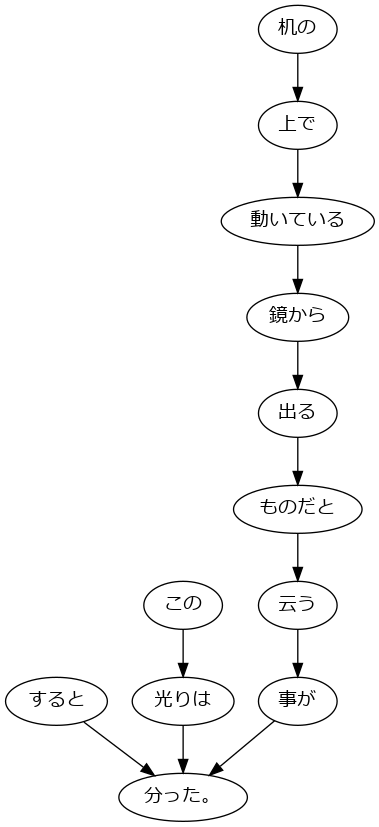 机の
上で
動いている
鏡から
出る
ものだと
この
云う
すると
光りは
事が
分った。